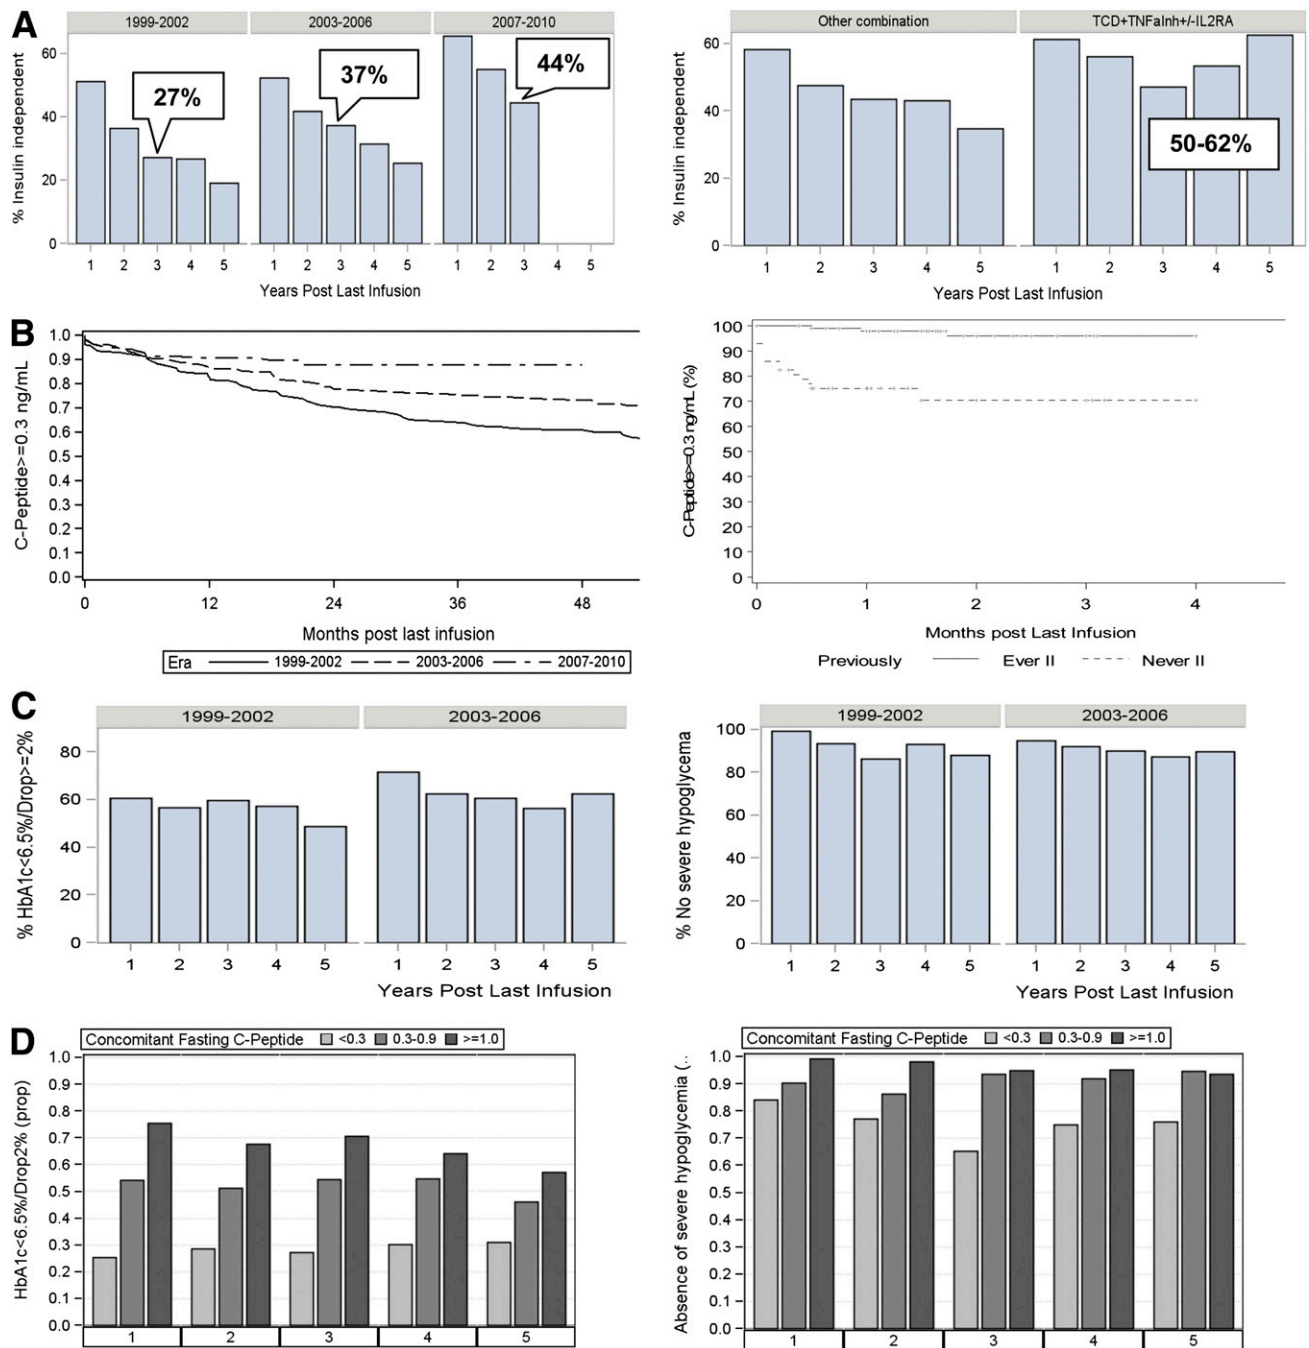 A
1999-2002 2003-2006 2007-2010
% Insulin independent
60
40
20
0
27%
37%
44%
1 2 3 4 5 1 2 3 4 5 1 2 3 4 5
Years Post Last Infusion
Other combination TCD+TNFaInh+/-IL2RA
% Insulin independent
60
40
20
0
50-62%
1 2 3 4 5 1 2 3 4 5
Years Post Last Infusion
B
C-Peptide>=0.3 ng/mL
1.0
0.9
0.8
0.7
0.6
0.5
0.4
0.3
0.2
0.1
0.0
0 12 24 36 48
Months post last infusion
Era 1999-2002 2003-2006 2007-2010
C-Peptide>=0.3 ng/mL (%)
100
90
80
70
60
50
40
30
20
10
0
0 1 2 3 4
Months post Last Infusion
Previously Ever II Never II
C
1999-2002 2003-2006
% HbA1c<6.5%/Drop>=2%
80
60
40
20
0
1 2 3 4 5 1 2 3 4 5
Years Post Last Infusion
1999-2002 2003-2006
% No severe hypoglycema
100
80
60
40
20
0
1 2 3 4 5 1 2 3 4 5
Years Post Last Infusion
D
Concomitant Fasting C-Peptide <0.3 0.3-0.9 >=1.0
HbA1c<6.5%/Drop2% (prop)
1.0
0.9
0.8
0.7
0.6
0.5
0.4
0.3
0.2
0.1
0.0
1 2 3 4 5
Concomitant Fasting C-Peptide <0.3 0.3-0.9 >=1.0
Absence of severe hypoglycemia (..
1.0
0.9
0.8
0.7
0.6
0.5
0.4
0.3
0.2
0.1
0.0
1 2 3 4 5